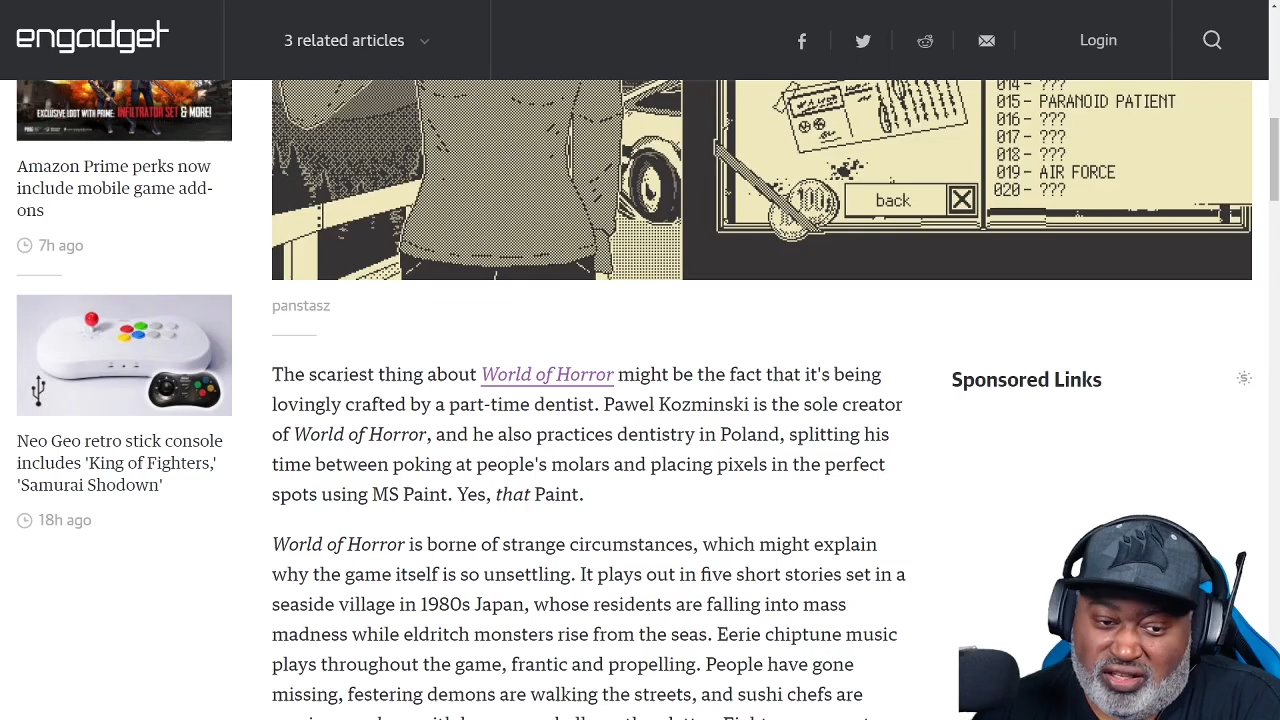 engadget
3 related articles
Login
EXCLUSIVE LOOT WITH PRIME: INFILTRATOR SET & MORE!
Amazon Prime perks now
include mobile game add-
ons
7h ago
Neo Geo retro stick console
includes 'King of Fighters,'
'Samurai Shodown'
18h ago
014 - ???
015 - PARANOID PATIENT
016 - ???
017 - ???
018 - ???
019 - AIR FORCE
020 - ???
100
back
panstasz
The scariest thing about World of Horror might be the fact that it's being
lovingly crafted by a part-time dentist. Pawel Kozminski is the sole creator
of World of Horror, and he also practices dentistry in Poland, splitting his
time between poking at people's molars and placing pixels in the perfect
spots using MS Paint. Yes, that Paint.
World of Horror is borne of strange circumstances, which might explain
why the game itself is so unsettling. It plays out in five short stories set in a
seaside village in 1980s Japan, whose residents are falling into mass
madness while eldritch monsters rise from the seas. Eerie chiptune music
plays throughout the game, frantic and propelling. People have gone
missing, festering demons are walking the streets, and sushi chefs are
Sponsored Links